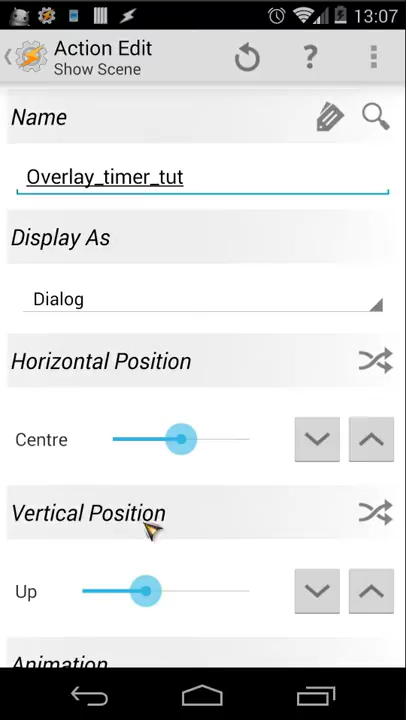 13:07
Action Edit
Show Scene
Name
Overlay_timer_tut
Display As
Dialog
Horizontal Position
Centre
Vertical Position
Up
Animation